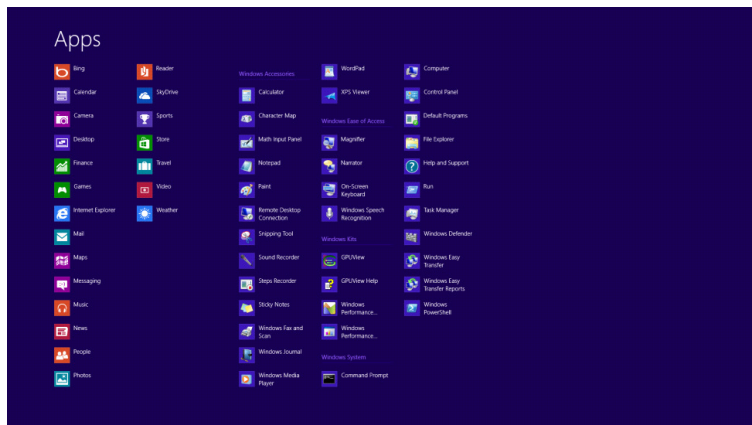 Apps
Bing
Calendar
Camera
Desktop
Finance
Games
Internet Explorer
Mail
Maps
Messaging
Music
News
People
Photos
Reader
SkyDrive
Sports
Store
Travel
Video
Weather
Windows Accessories
Calculator
Character Map
Math Input Panel
Notepad
Paint
Remote Desktop
Connection
Snipping Tool
Sound Recorder
Steps Recorder
Sticky Notes
Windows Fax and
Scan
Windows Journal
Windows Media
Player
WordPad
XPS Viewer
Windows Ease of Access
Magnifier
Narrator
On-Screen
Keyboard
Windows Speech
Recognition
Windows Kits
GPUView
GPUView Help
Windows
Performance...
Windows
Performance...
Windows System
Command Prompt
Computer
Control Panel
Default Programs
File Explorer
Help and Support
Run
Task Manager
Windows Defender
Windows Easy
Transfer
Windows Easy
Transfer Reports
Windows
PowerShell